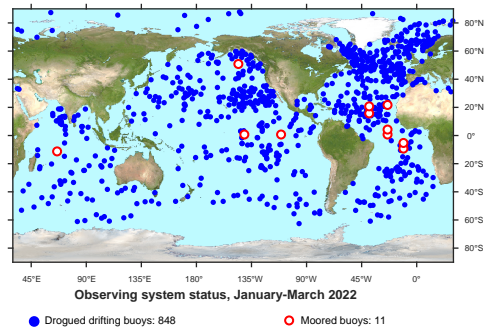 80°N
60°N
40°N
20°N
0°
20°S
40°S
60°S
80°S
45°E 90°E 135°E 180° 135°W 90°W 45°W 0°
Observing system status, January-March 2022
Drogued drifting buoys: 848 Moored buoys: 11